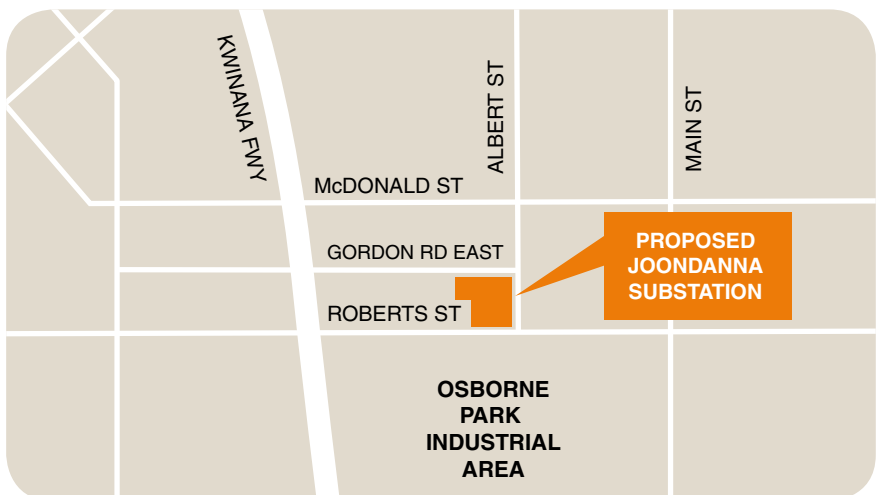 KWINANA FWY
ALBERT ST
MAIN ST
McDONALD ST
GORDON RD EAST
ROBERTS ST
PROPOSED
JOONDANNA
SUBSTATION
OSBORNE
PARK
INDUSTRIAL
AREA